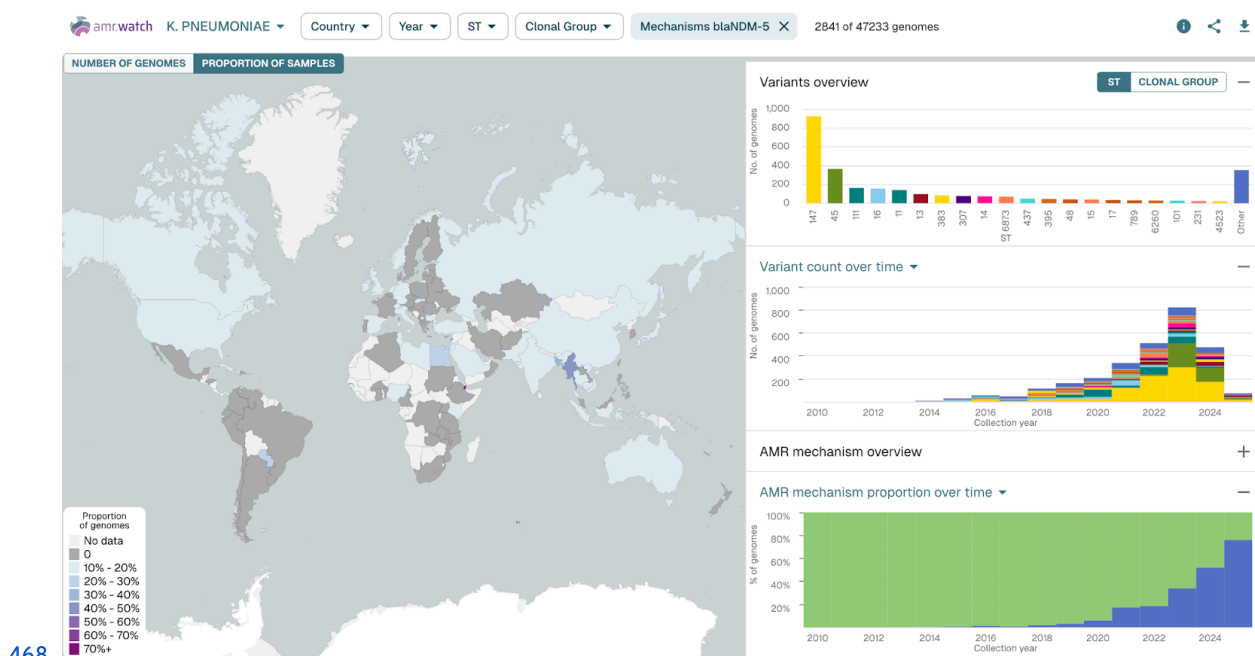 amr.watch K. PNEUMONIAE Country Year ST Clonal Group Mechanisms blaNDM-5 X 2841 of 47233 genomes
NUMBER OF GENOMES PROPORTION OF SAMPLES
Variants overview ST CLONAL GROUP
No. of genomes
1,000
800
600
400
200
0
147 45 111 16 11 13 383 307 14 6873 437 395 48 15 17 789 6260 101 231 4523 Other
ST
Variant count over time
No. of genomes
1,000
800
600
400
200
2010 2012 2014 2016 2018 2020 2022 2024
Collection year
AMR mechanism overview
AMR mechanism proportion over time
% of genomes
100%
80%
60%
40%
20%
2010 2012 2014 2016 2018 2020 2022 2024
Collection year
Proportion
of genomes
No data
0
10% - 20%
20% - 30%
30% - 40%
40% - 50%
50% - 60%
60% - 70%
70%+
468